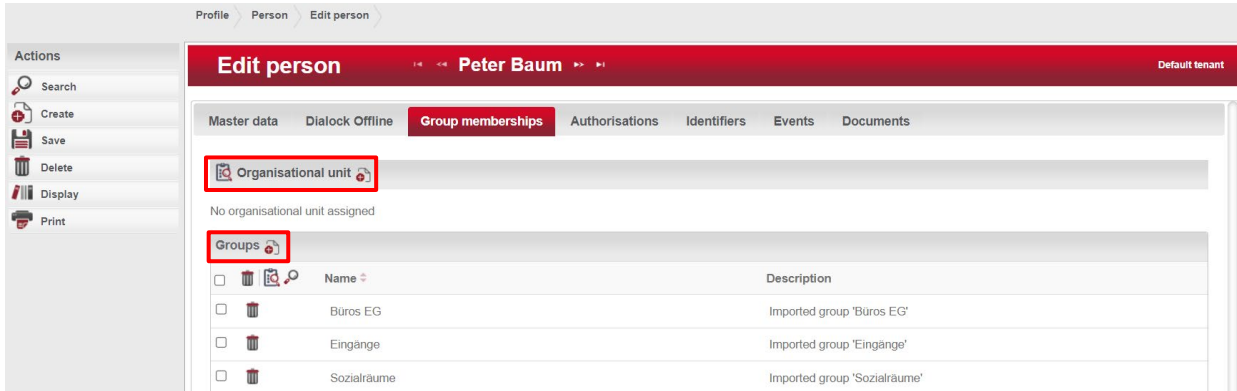 Profile Person Edit person
Actions
Search
Create
Save
Delete
Display
Print
Edit person Peter Baum Default tenant
Master data Dialock Offline Group memberships Authorisations Identifiers Events Documents
Organisational unit
No organisational unit assigned
Groups
Name Description
Büros EG Imported group 'Büros EG'
Eingänge Imported group 'Eingänge'
Sozialräume Imported group 'Sozialräume'